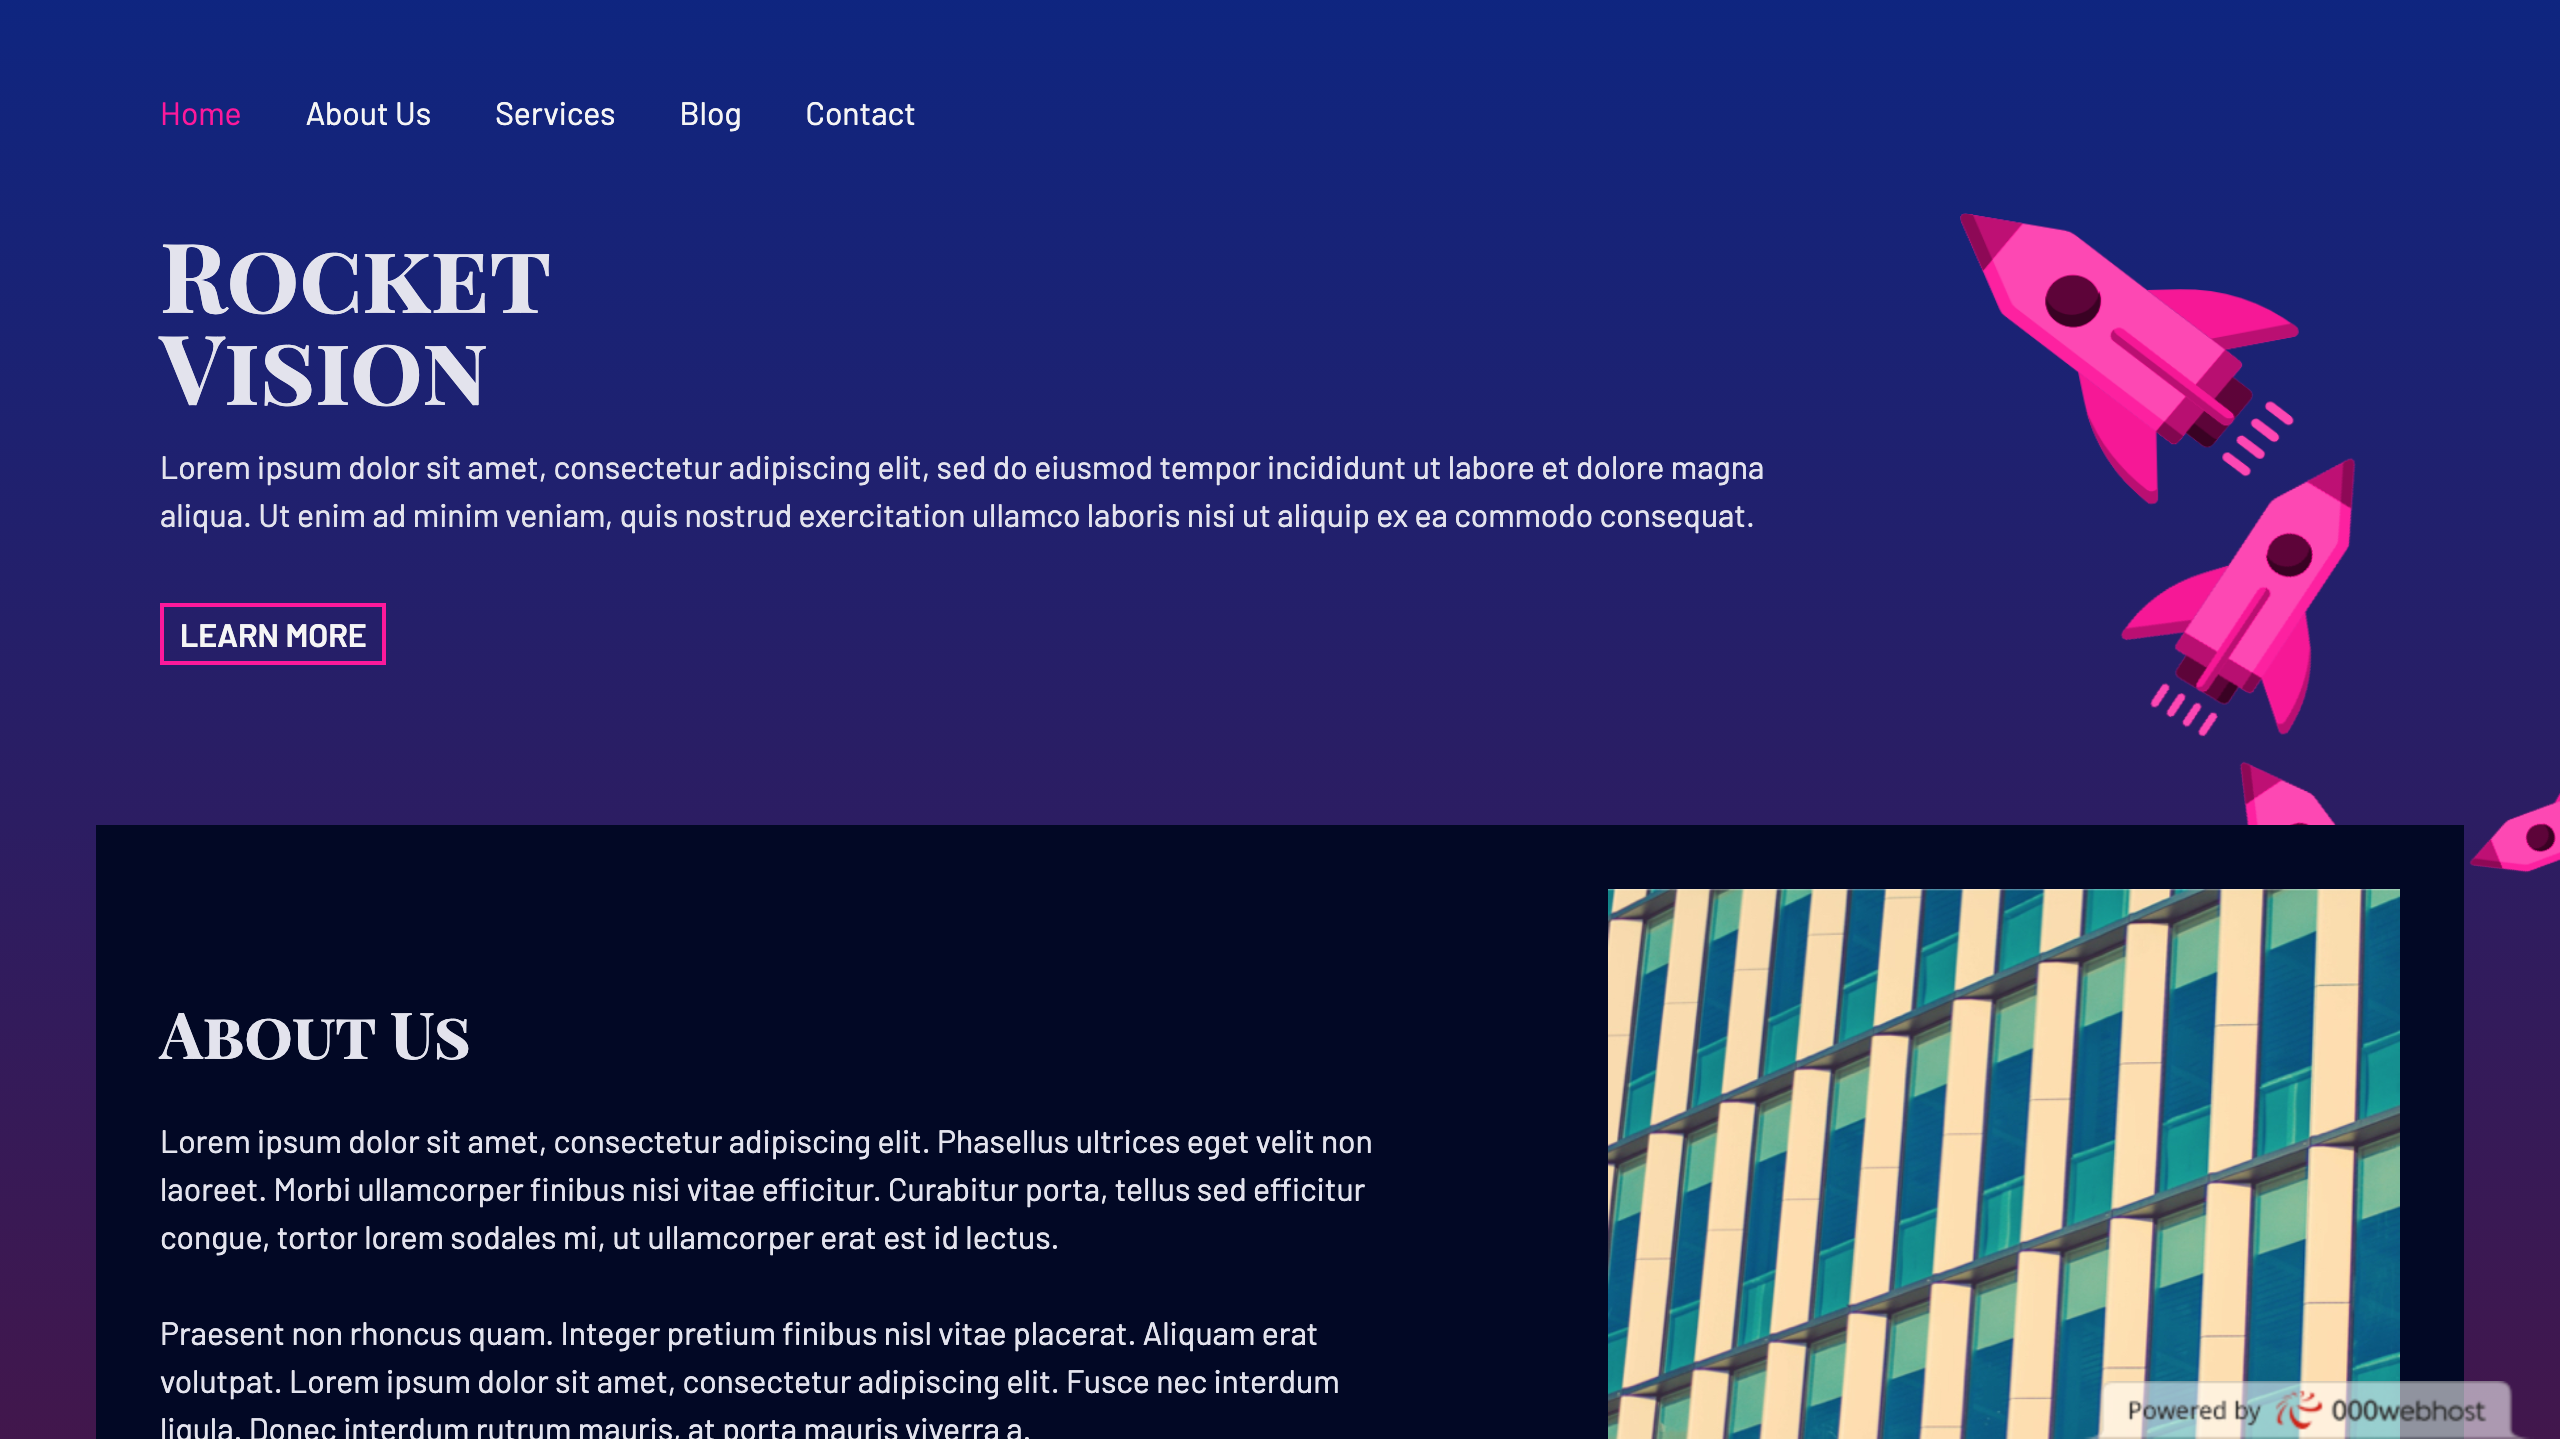 Home About Us Services Blog Contact
Rocket
Vision
Lorem ipsum dolor sit amet, consectetur adipiscing elit, sed do eiusmod tempor incididunt ut labore et dolore magna
aliqua. Ut enim ad minim veniam, quis nostrud exercitation ullamco laboris nisi ut aliquip ex ea commodo consequat.
LEARN MORE
About Us
Lorem ipsum dolor sit amet, consectetur adipiscing elit. Phasellus ultrices eget velit non
laoreet. Morbi ullamcorper finibus nisi vitae efficitur. Curabitur porta, tellus sed efficitur
congue, tortor lorem sodales mi, ut ullamcorper erat est id lectus.
Praesent non rhoncus quam. Integer pretium finibus nisl vitae placerat. Aliquam erat
volutpat. Lorem ipsum dolor sit amet, consectetur adipiscing elit. Fusce nec interdum
ligula. Donec interdum rutrum mauris, at porta mauris viverra a.
Powered by 000webhost